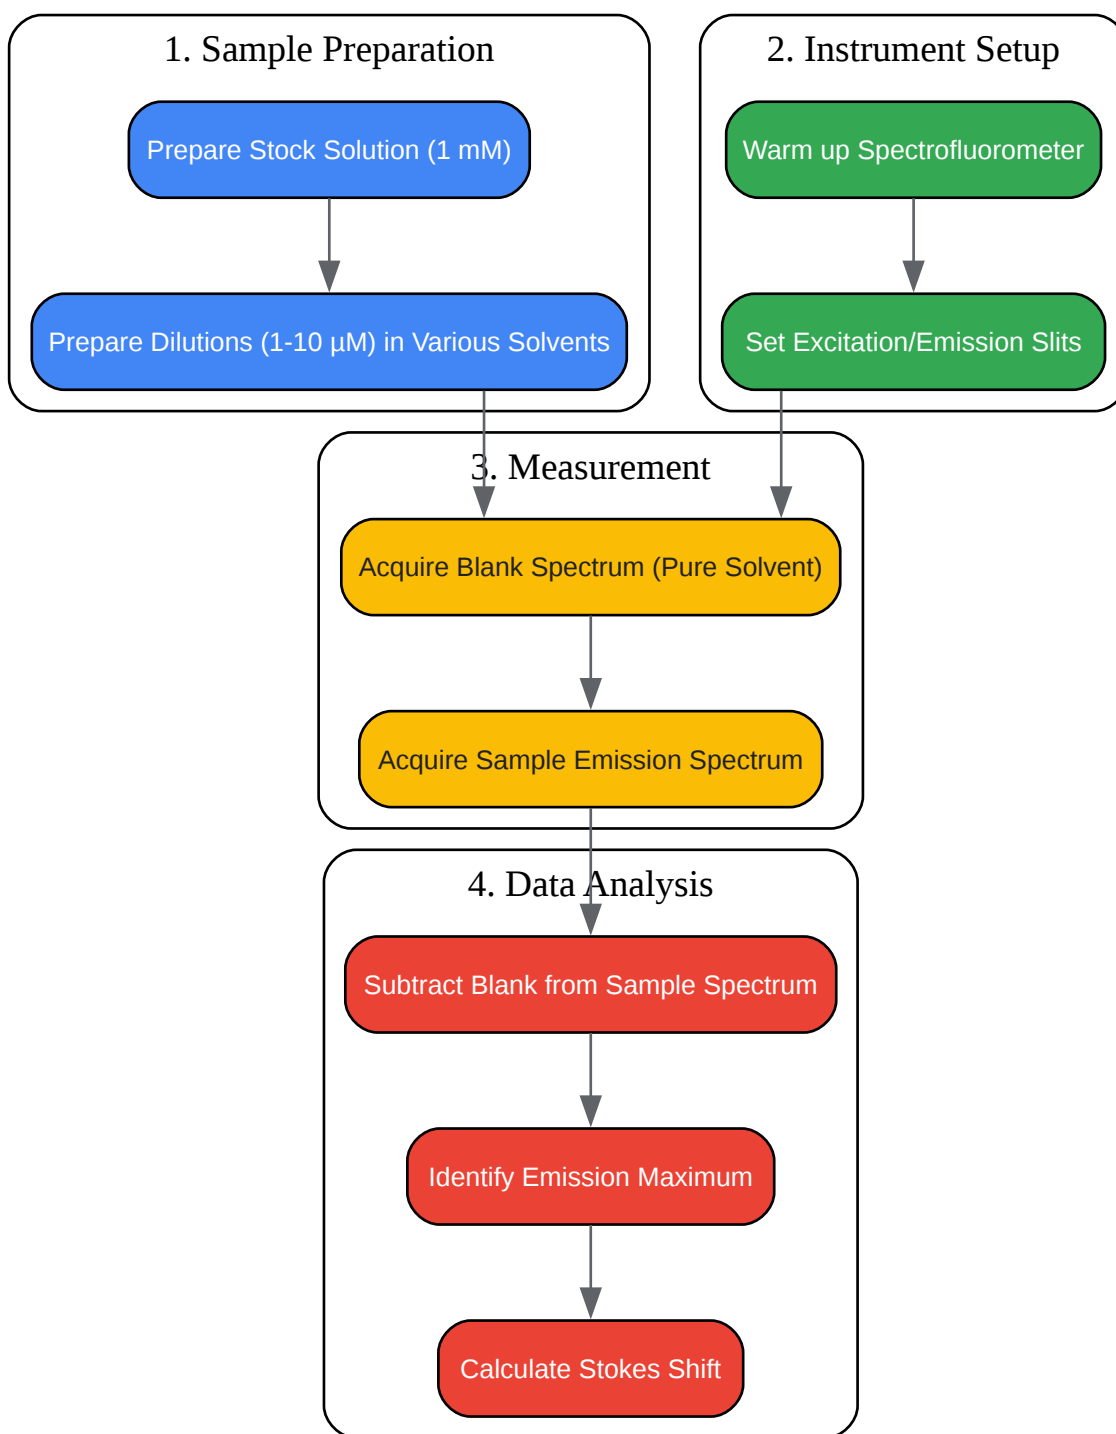 1. Sample Preparation
Prepare Stock Solution (1 mM)
Prepare Dilutions (1-10 µM) in Various Solvents
2. Instrument Setup
Warm up Spectrofluorometer
Set Excitation/Emission Slits
3. Measurement
Acquire Blank Spectrum (Pure Solvent)
Acquire Sample Emission Spectrum
4. Data Analysis
Subtract Blank from Sample Spectrum
Identify Emission Maximum
Calculate Stokes Shift